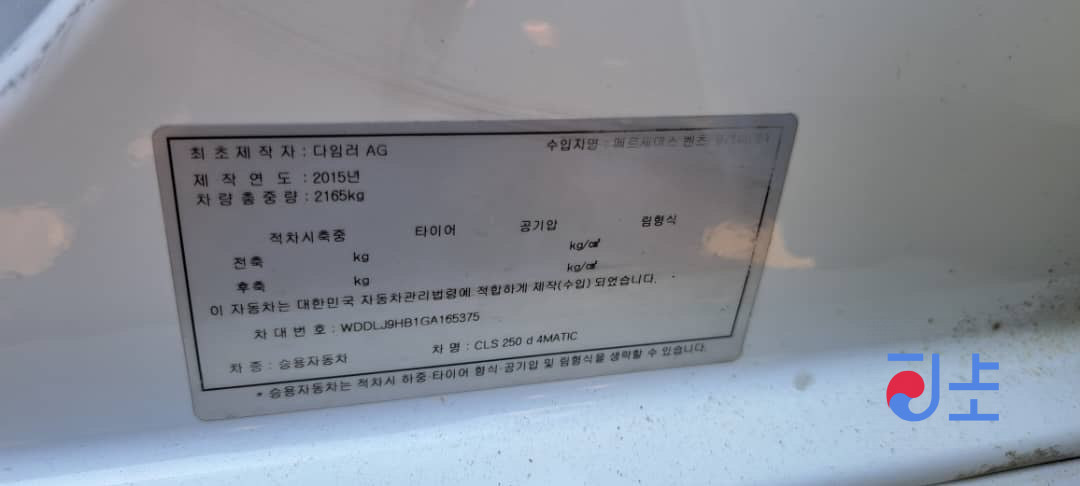 최초제작자 : 다임러 AG
수입자명 : 메르세데스 벤츠
제작연도 : 2015년
차량총중량 : 2165kg
적차시축중 타이어 공기압 림형식
전축 kg kg/㎠
후축 kg kg/㎠
이 자동차는 대한민국 자동차관리법령에 적합하게 제작(수입) 되었습니다.
차대번호 : WDDLJ9HB1GA165375
차종 : 승용자동차 차명 : CLS 250 d 4MATIC
* 승용자동차는 적차시 하중·타이어 형식·공기압 및 림형식을 생략할 수 있습니다.